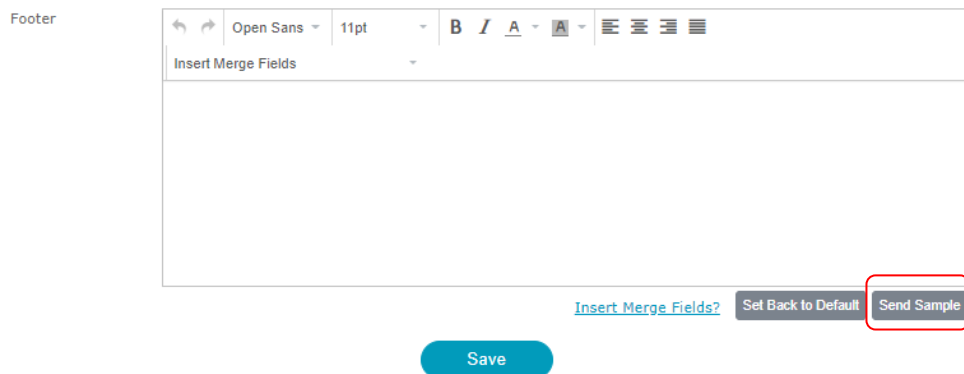 Footer
Open Sans 11pt B I A A
Insert Merge Fields
Insert Merge Fields? Set Back to Default Send Sample
Save